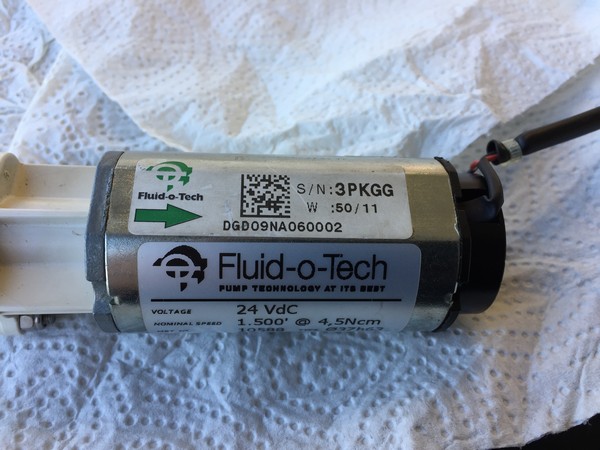 Fluid-o-Tech
S/N:3PKGG
W :50/11
DGD09NA060002
Fluid-o-Tech
PUMP TECHNOLOGY AT ITS BEST
VOLTAGE 24 VdC
NOMINAL SPEED 1.500' @ 4,5Ncm